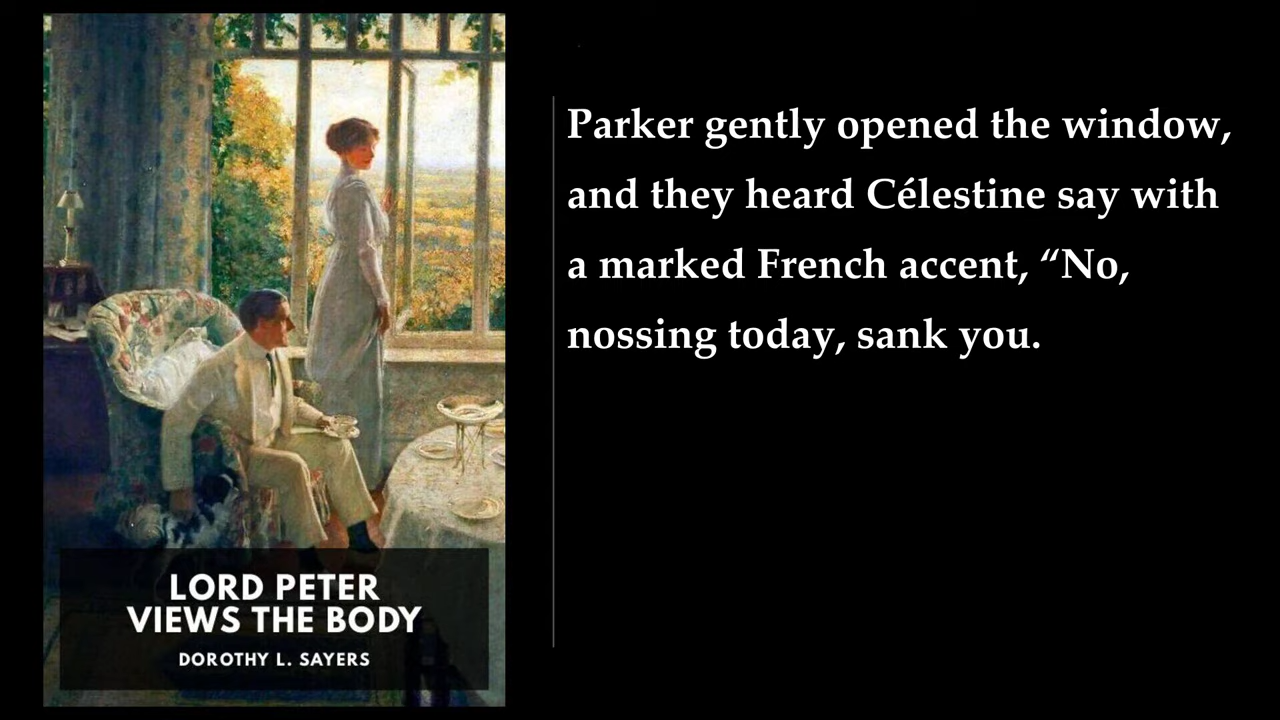 Parker gently opened the window,
and they heard Célestine say with
a marked French accent, “No,
nossing today, sank you.
LORD PETER
VIEWS THE BODY
DOROTHY L. SAYERS